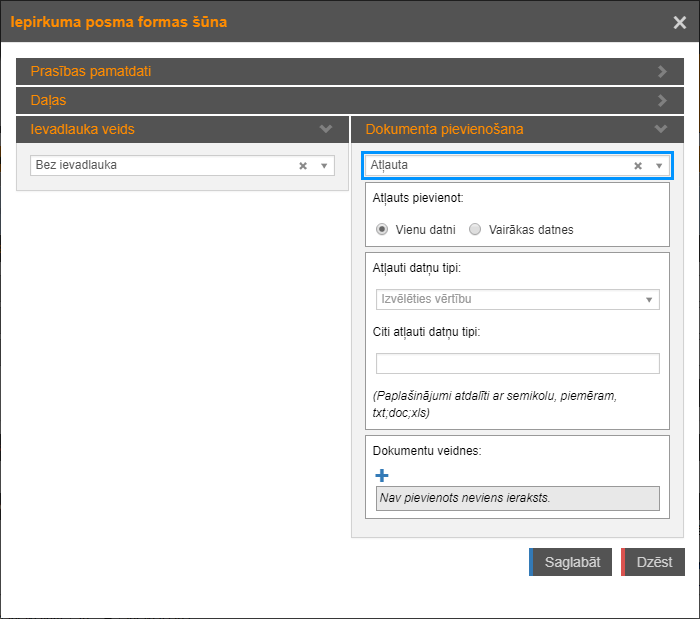 Iepirkuma posma formas šūna
Prasības pamatdati
Daļas
Ievadlauka veids
Bez ievadlauka
Dokumenta pievienošana
Atļauta
Atļauts pievienot:
Vienu datni Vairākas datnes
Atļauti datņu tipi:
Izvēlēties vērtību
Citi atļauti datņu tipi:
(Paplašinājumi atdalīti ar semikolu, piemēram,
txt;doc;xls)
Dokumentu veidnes:
Nav pievienots neviens ieraksts.
Saglabāt Dzēst